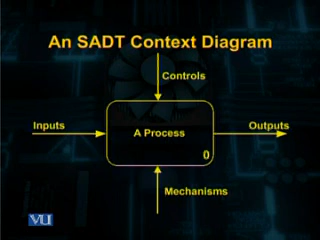 An SADT Context Diagram
Controls
Inputs
A Process
Outputs
0
Mechanisms
VU